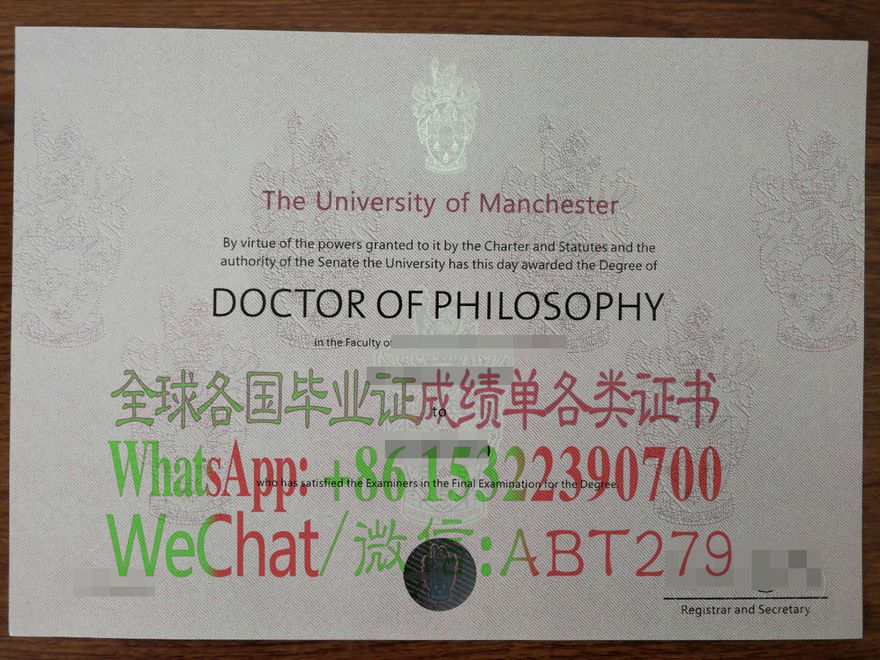 The University of Manchester
By virtue of the powers granted to it by the Charter and Statutes and the
authority of the Senate the University has this day awarded the Degree of
DOCTOR OF PHILOSOPHY
in the Faculty of
全球各国毕业证成绩单各类证书
to
WhatsApp: +86 15322390700
who has satisfied the Examiners in the Final Examination for the Degree.
WeChat/微信:ABT279
Registrar and Secretary